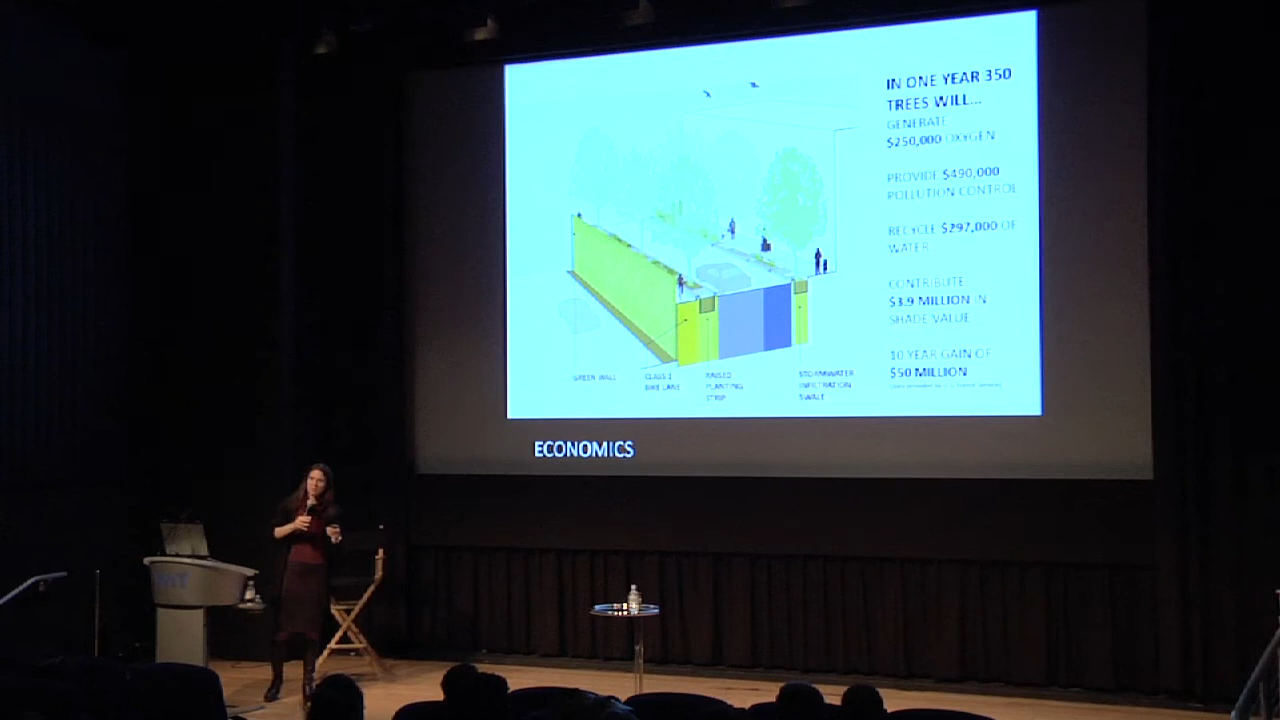 IN ONE YEAR 350
TREES WILL...
GENERATE
$250,000 OXYGEN
PROVIDE $490,000
POLLUTION CONTROL
RECYCLE $297,000 OF
WATER
CONTRIBUTE
$3.9 MILLION IN
SHADE VALUE
10 YEAR GAIN OF
$50 MILLION
GREEN WALL
CLASS 1
BIKE LANE
RAISED
PLANTING
STRIP
STORMWATER
INFILTRATION
SWALE
ECONOMICS